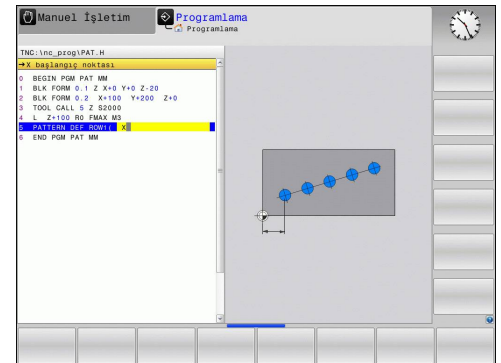 Manuel İşletim
Programlama
Programlama
TNC:\nc_prog\PAT.H
→X başlangıç noktası
0 BEGIN PGM PAT MM
1 BLK FORM 0.1 Z X+0 Y+0 Z-20
2 BLK FORM 0.2 X+100 Y+200 Z+0
3 TOOL CALL 5 Z S2000
4 L Z+100 R0 FMAX M3
5 PATTERN DEF ROW1( X
6 END PGM PAT MM